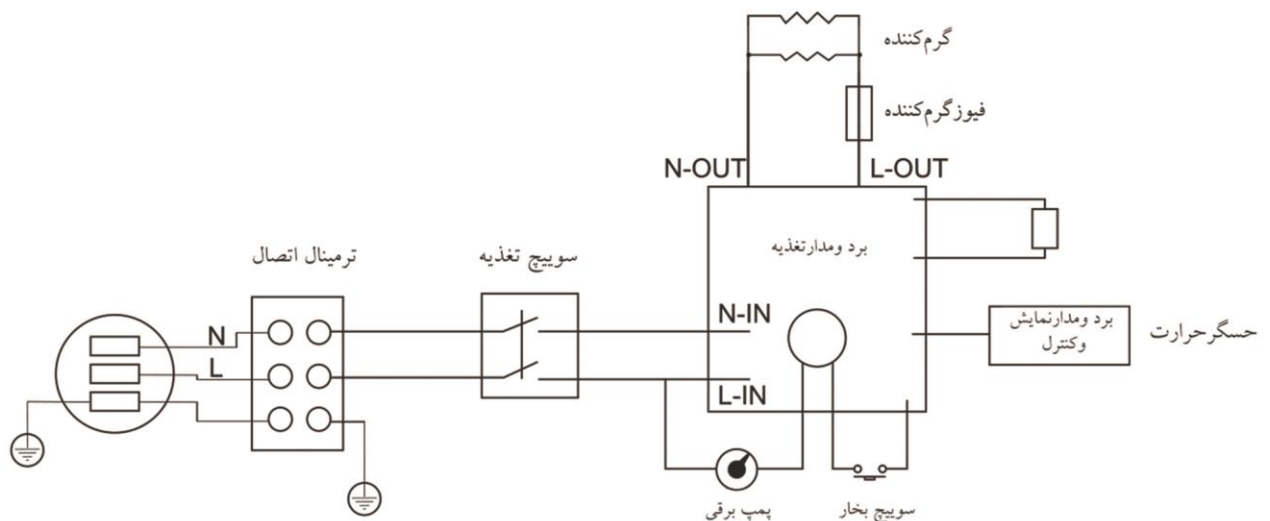 گرم‌کننده
فیوزگرم‌کننده
N-OUT
L-OUT
برد ومدارتغذیه
ترمینال اتصال
سوییچ تغذیه
N
L
N-IN
L-IN
برد ومدارنمایش
وکنترل
حسگرحرارت
پمپ برقی
سوییچ بخار